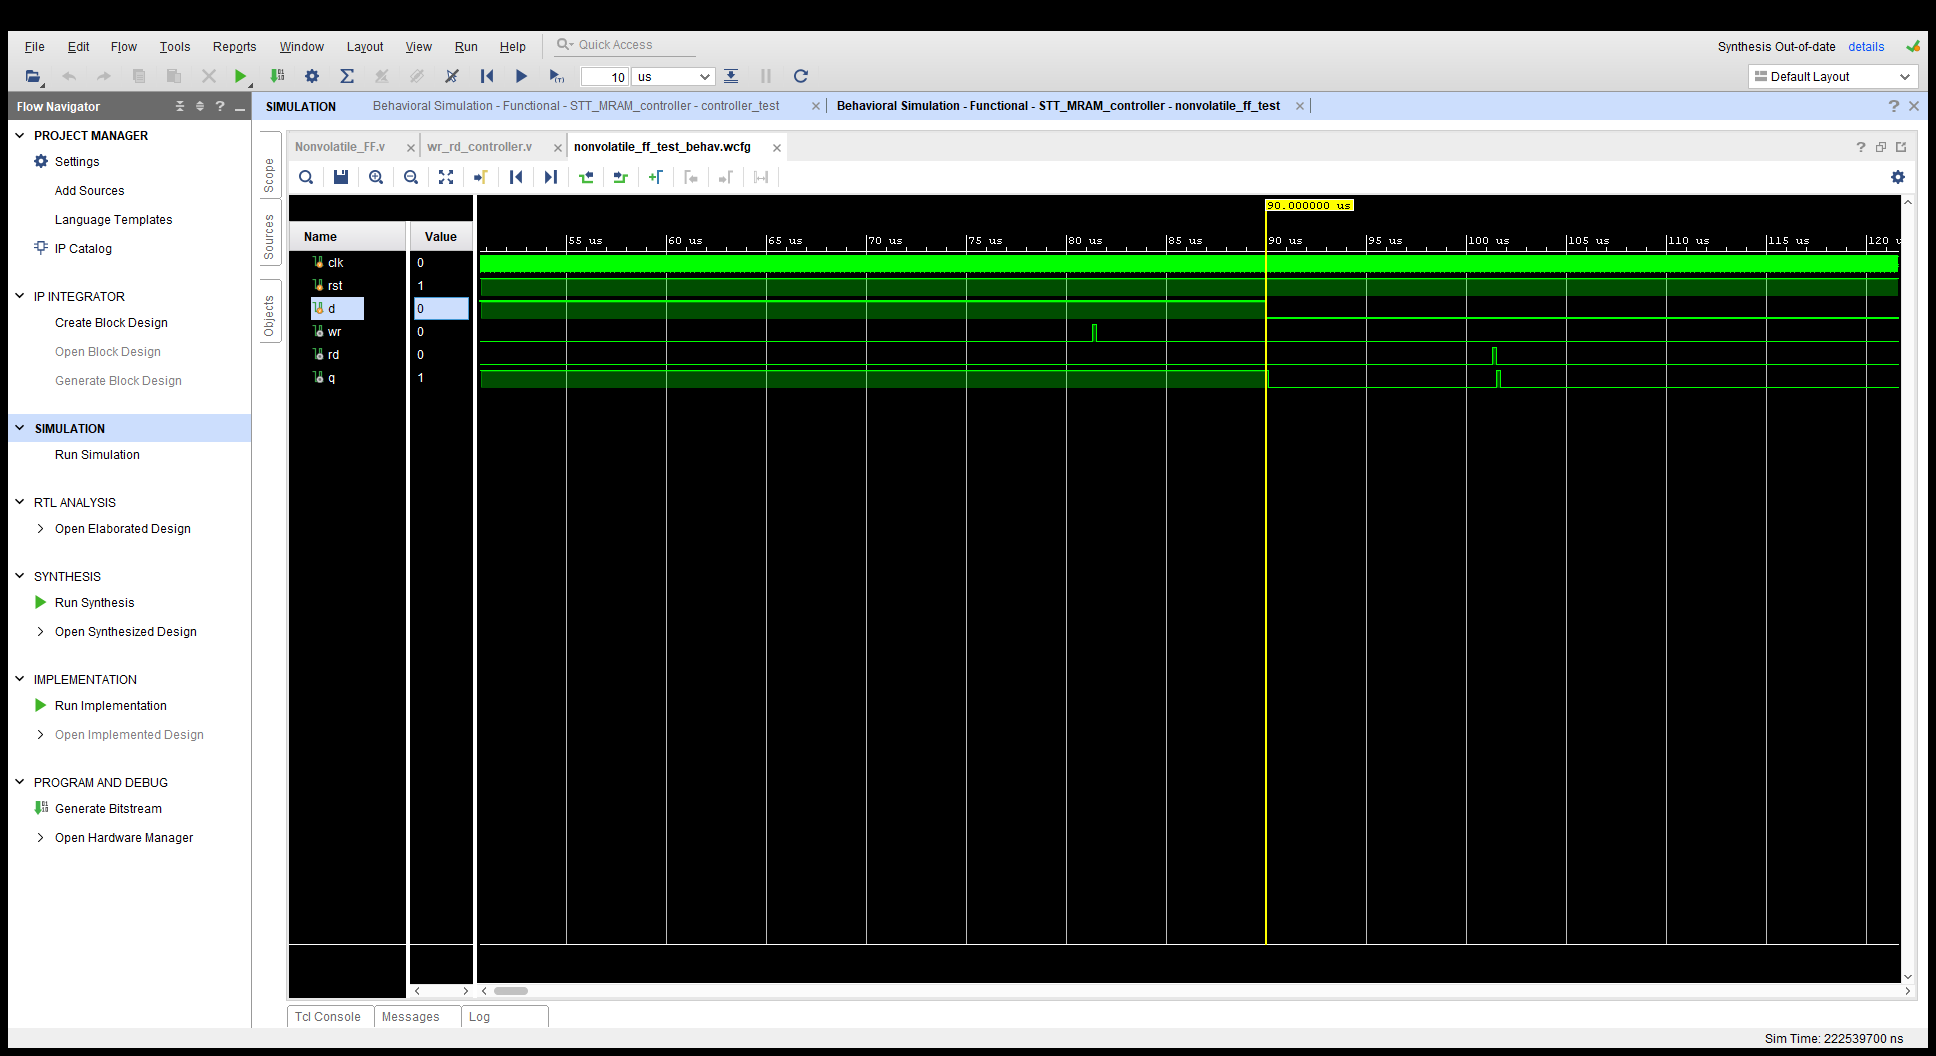 File Edit Flow Tools Reports Window Layout View Run Help Quick Access
Synthesis Out-of-date details
10 us
Default Layout
Flow Navigator
SIMULATION Behavioral Simulation - Functional - STT_MRAM_controller - controller_test Behavioral Simulation - Functional - STT_MRAM_controller - nonvolatile_ff_test
PROJECT MANAGER
Settings
Add Sources
Language Templates
IP Catalog
IP INTEGRATOR
Create Block Design
Open Block Design
Generate Block Design
SIMULATION
Run Simulation
RTL ANALYSIS
Open Elaborated Design
SYNTHESIS
Run Synthesis
Open Synthesized Design
IMPLEMENTATION
Run Implementation
Open Implemented Design
PROGRAM AND DEBUG
Generate Bitstream
Open Hardware Manager
Scope
Sources
Objects
Nonvolatile_FF.v wr_rd_controller.v nonvolatile_ff_test_behav.wcfg
90.000000 us
Name Value
55 us 60 us 65 us 70 us 75 us 80 us 85 us 90 us 95 us 100 us 105 us 110 us 115 us 120
clk 0
rst 1
d 0
wr 0
rd 0
q 1
Tcl Console Messages Log
Sim Time: 222539700 ns